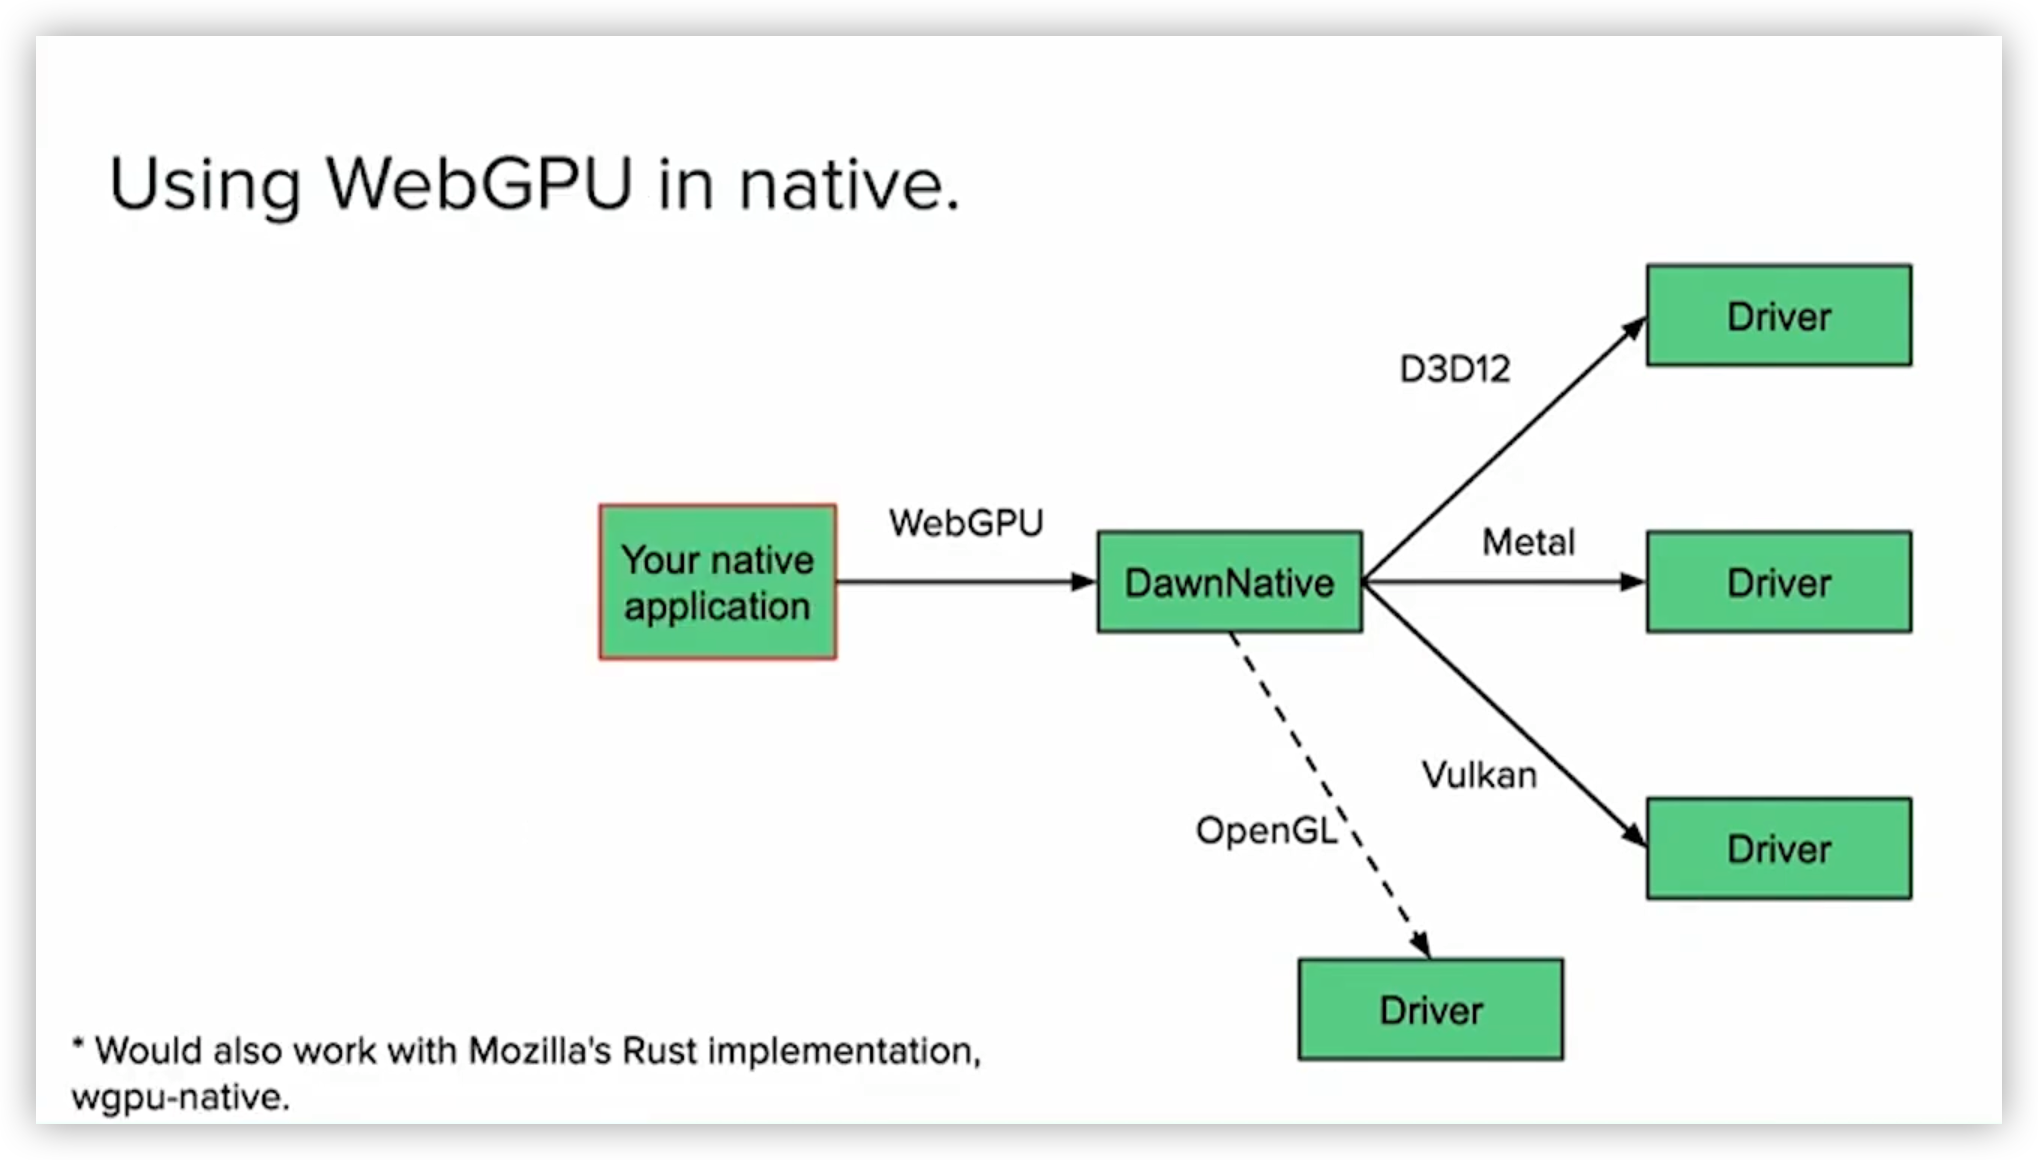 Using WebGPU in native.
Driver
D3D12
WebGPU
Metal
Your native
application
DawnNative
Driver
Vulkan
OpenGL
Driver
Driver
* Would also work with Mozilla's Rust implementation,
wgpu-native.